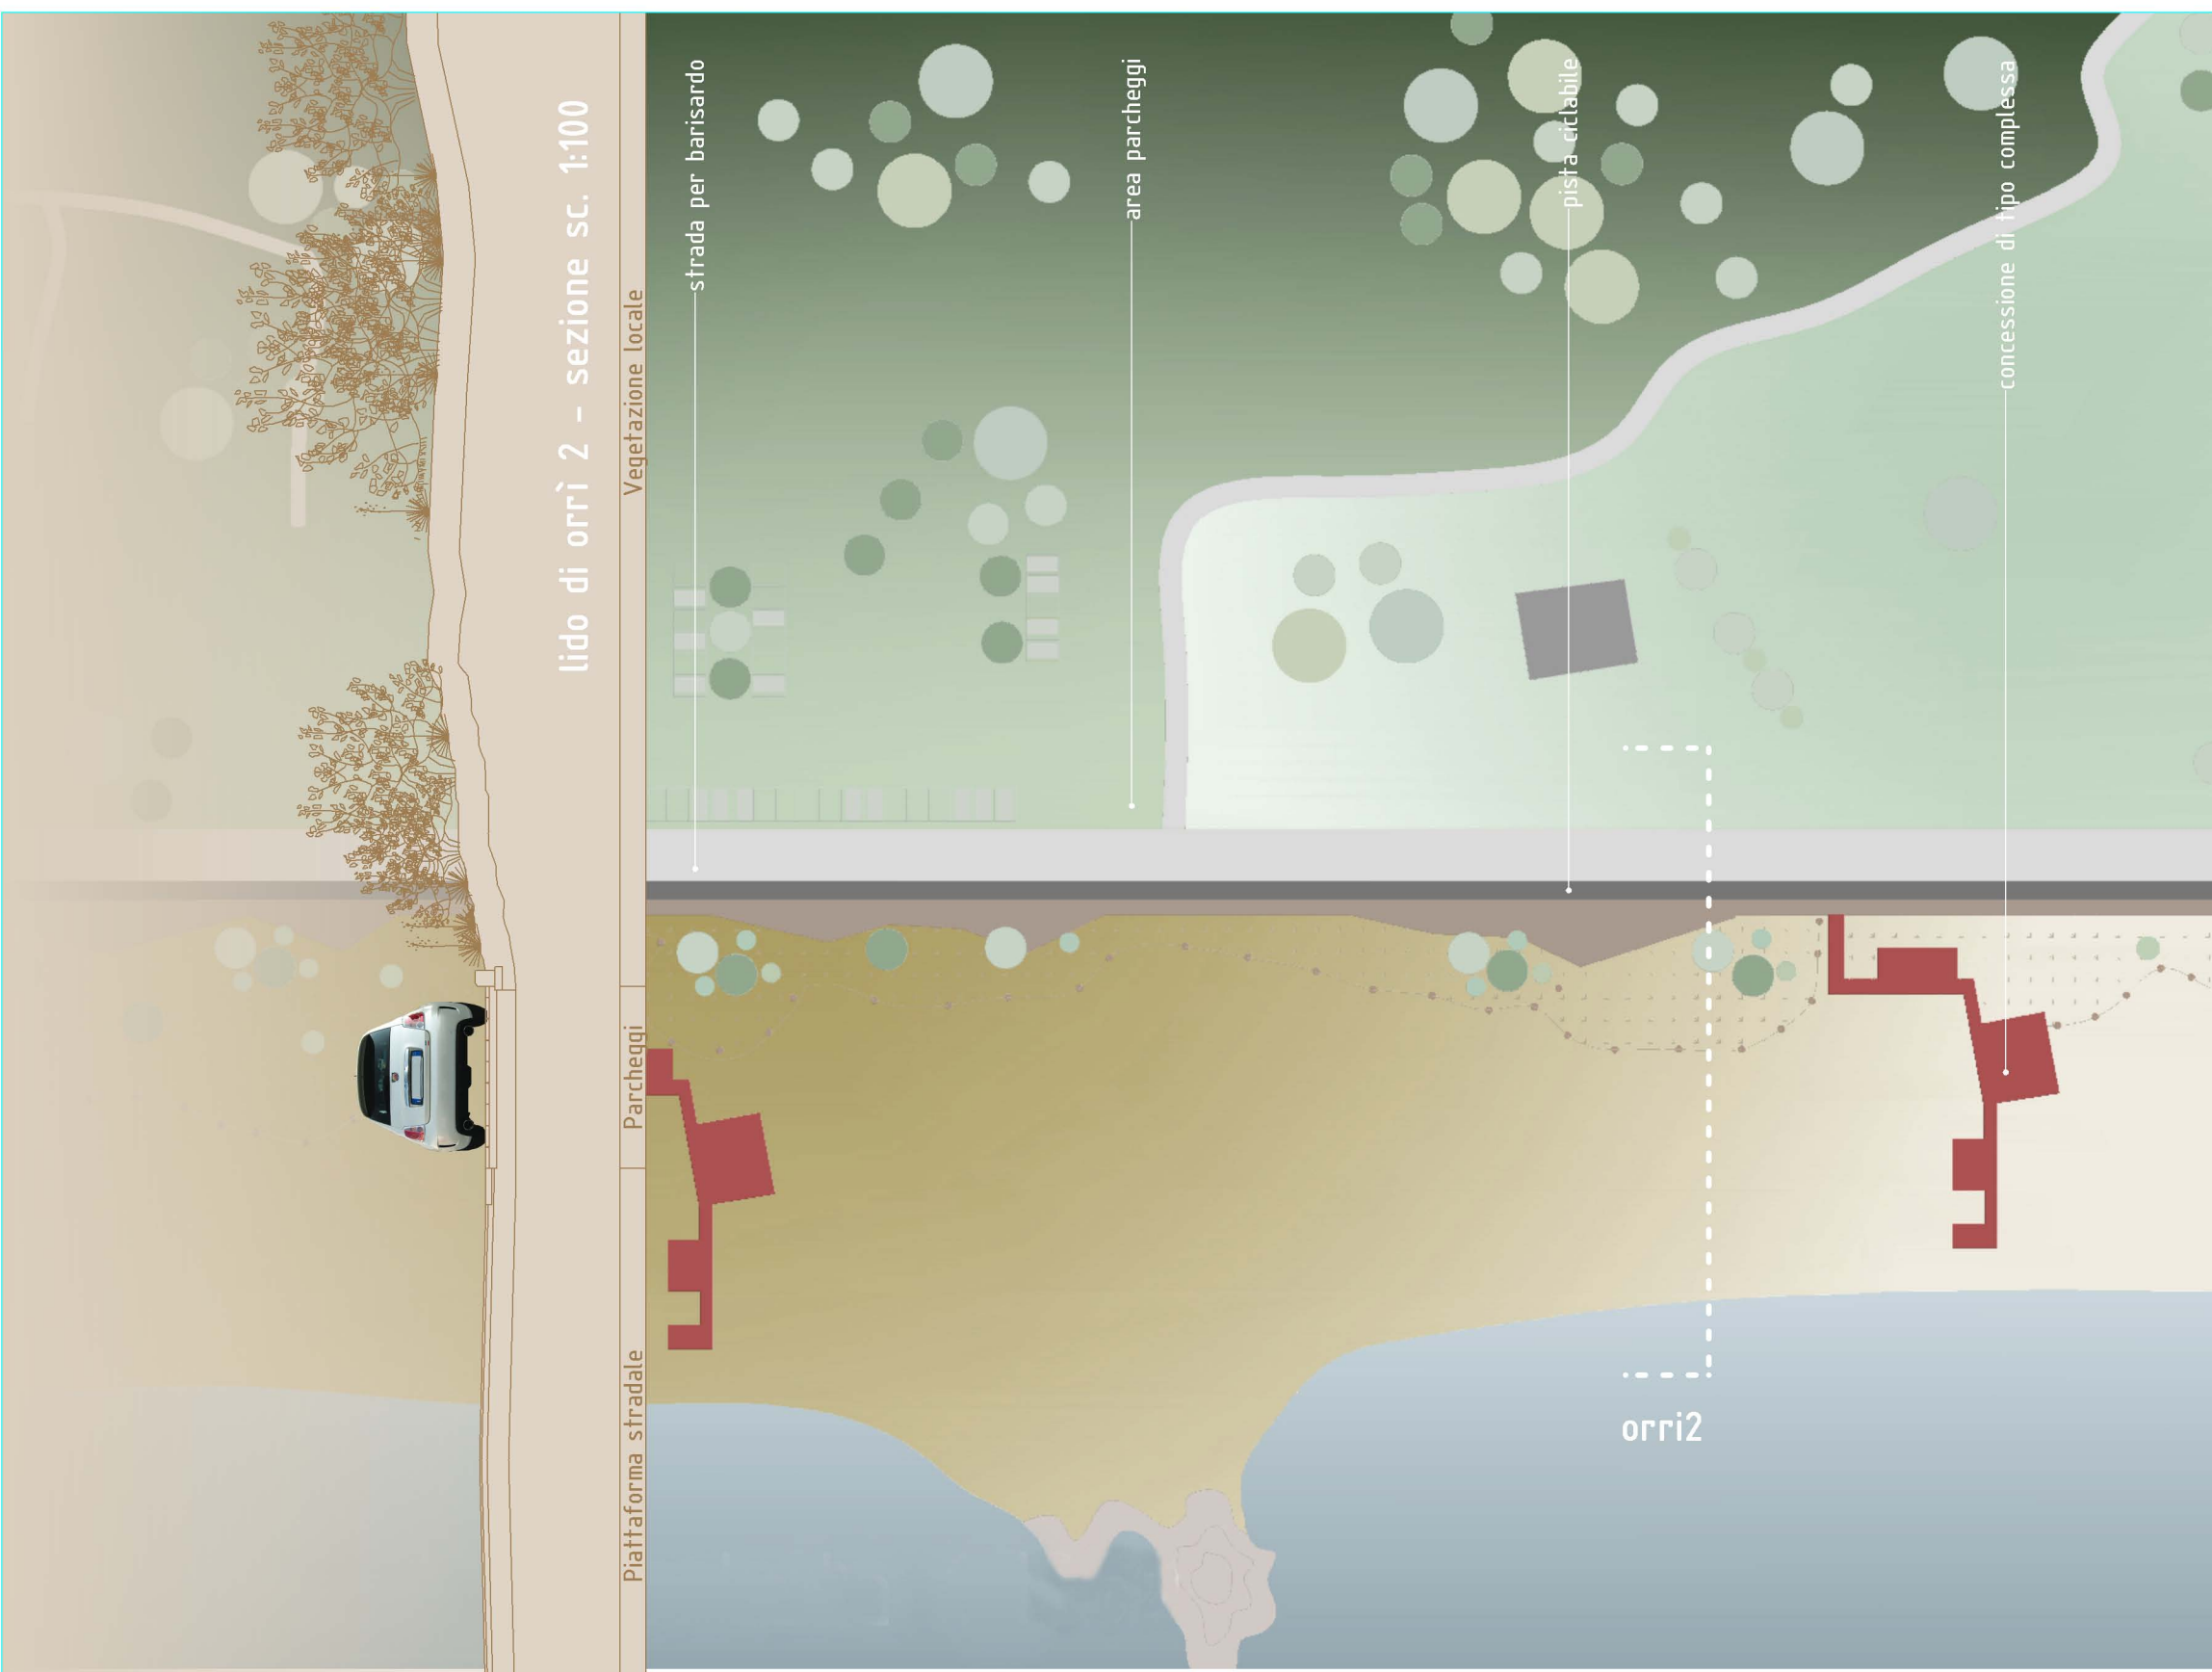 lido di orrì 2 - sezione sc. 1:100
Vegetazione locale
Parcheggi
Piattaforma stradale
strada per barisardo
area parcheggi
pista ciclabile
concessione di tipo complessa
orri2